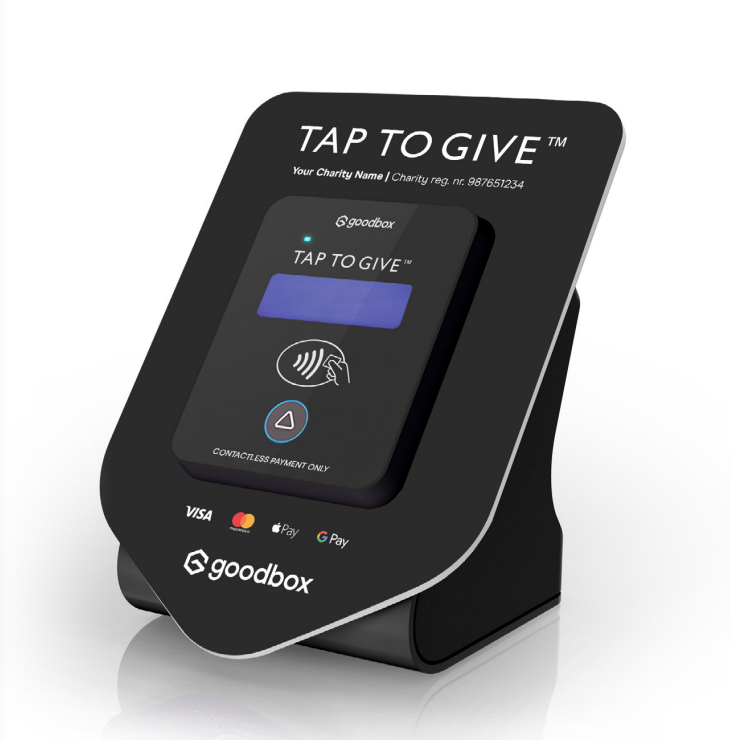 TAP TO GIVE™
Your Charity Name | Charity reg. nr. 987651234
goodbox
TAP TO GIVE™
CONTACTLESS PAYMENT ONLY
VISA
mastercard
Pay
G Pay
goodbox